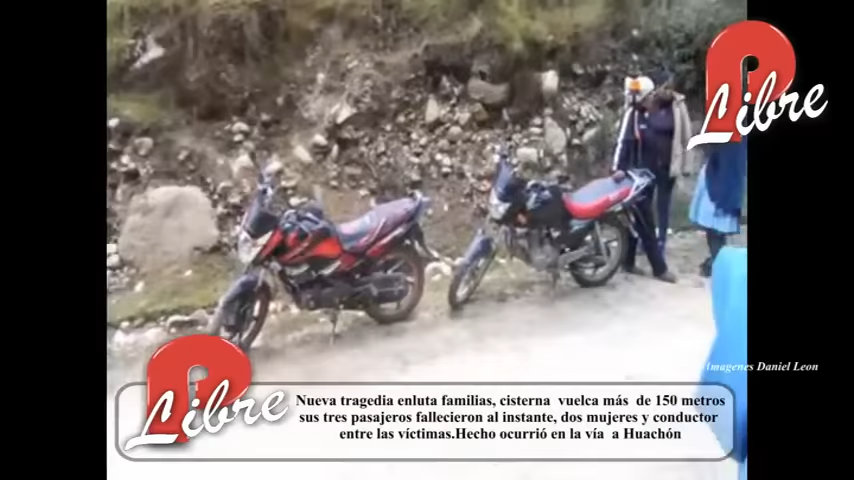 P
Libre
Imagenes Daniel Leon
P
Libre
Nueva tragedia enluta familias, cisterna vuelca más de 150 metros
sus tres pasajeros fallecieron al instante, dos mujeres y conductor
entre las víctimas.Hecho ocurrió en la vía a Huachón